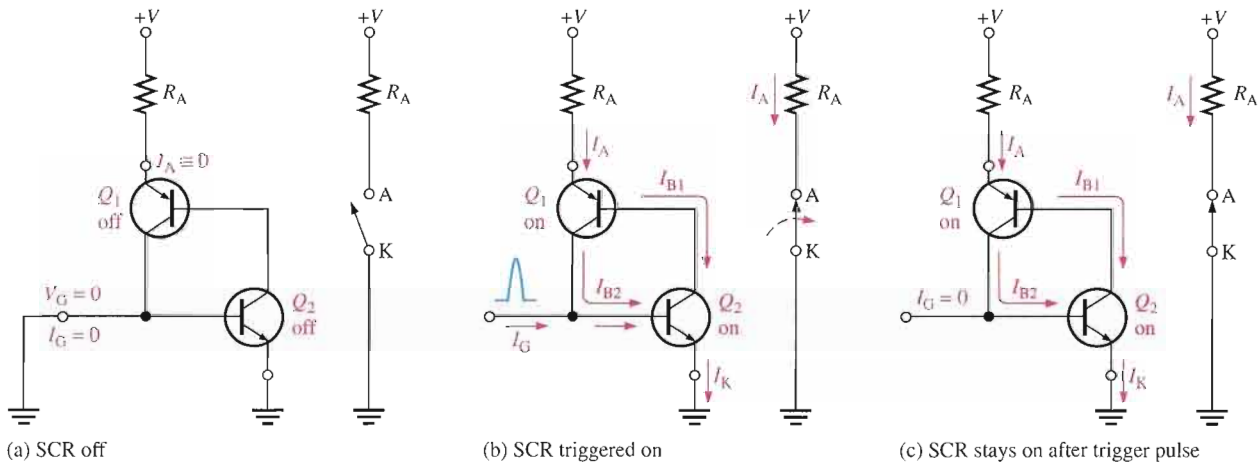 +V
+V
R_A
R_A
I_A ≅ 0
Q_1
off
A
K
V_G = 0
I_G = 0
Q_2
off
(a) SCR off
+V
+V
R_A
I_A
R_A
I_A
Q_1
on
I_B1
A
K
I_B2
I_G
Q_2
on
I_K
(b) SCR triggered on
+V
+V
R_A
I_A
R_A
I_A
Q_1
on
I_B1
A
K
I_G = 0
I_B2
Q_2
on
I_K
(c) SCR stays on after trigger pulse